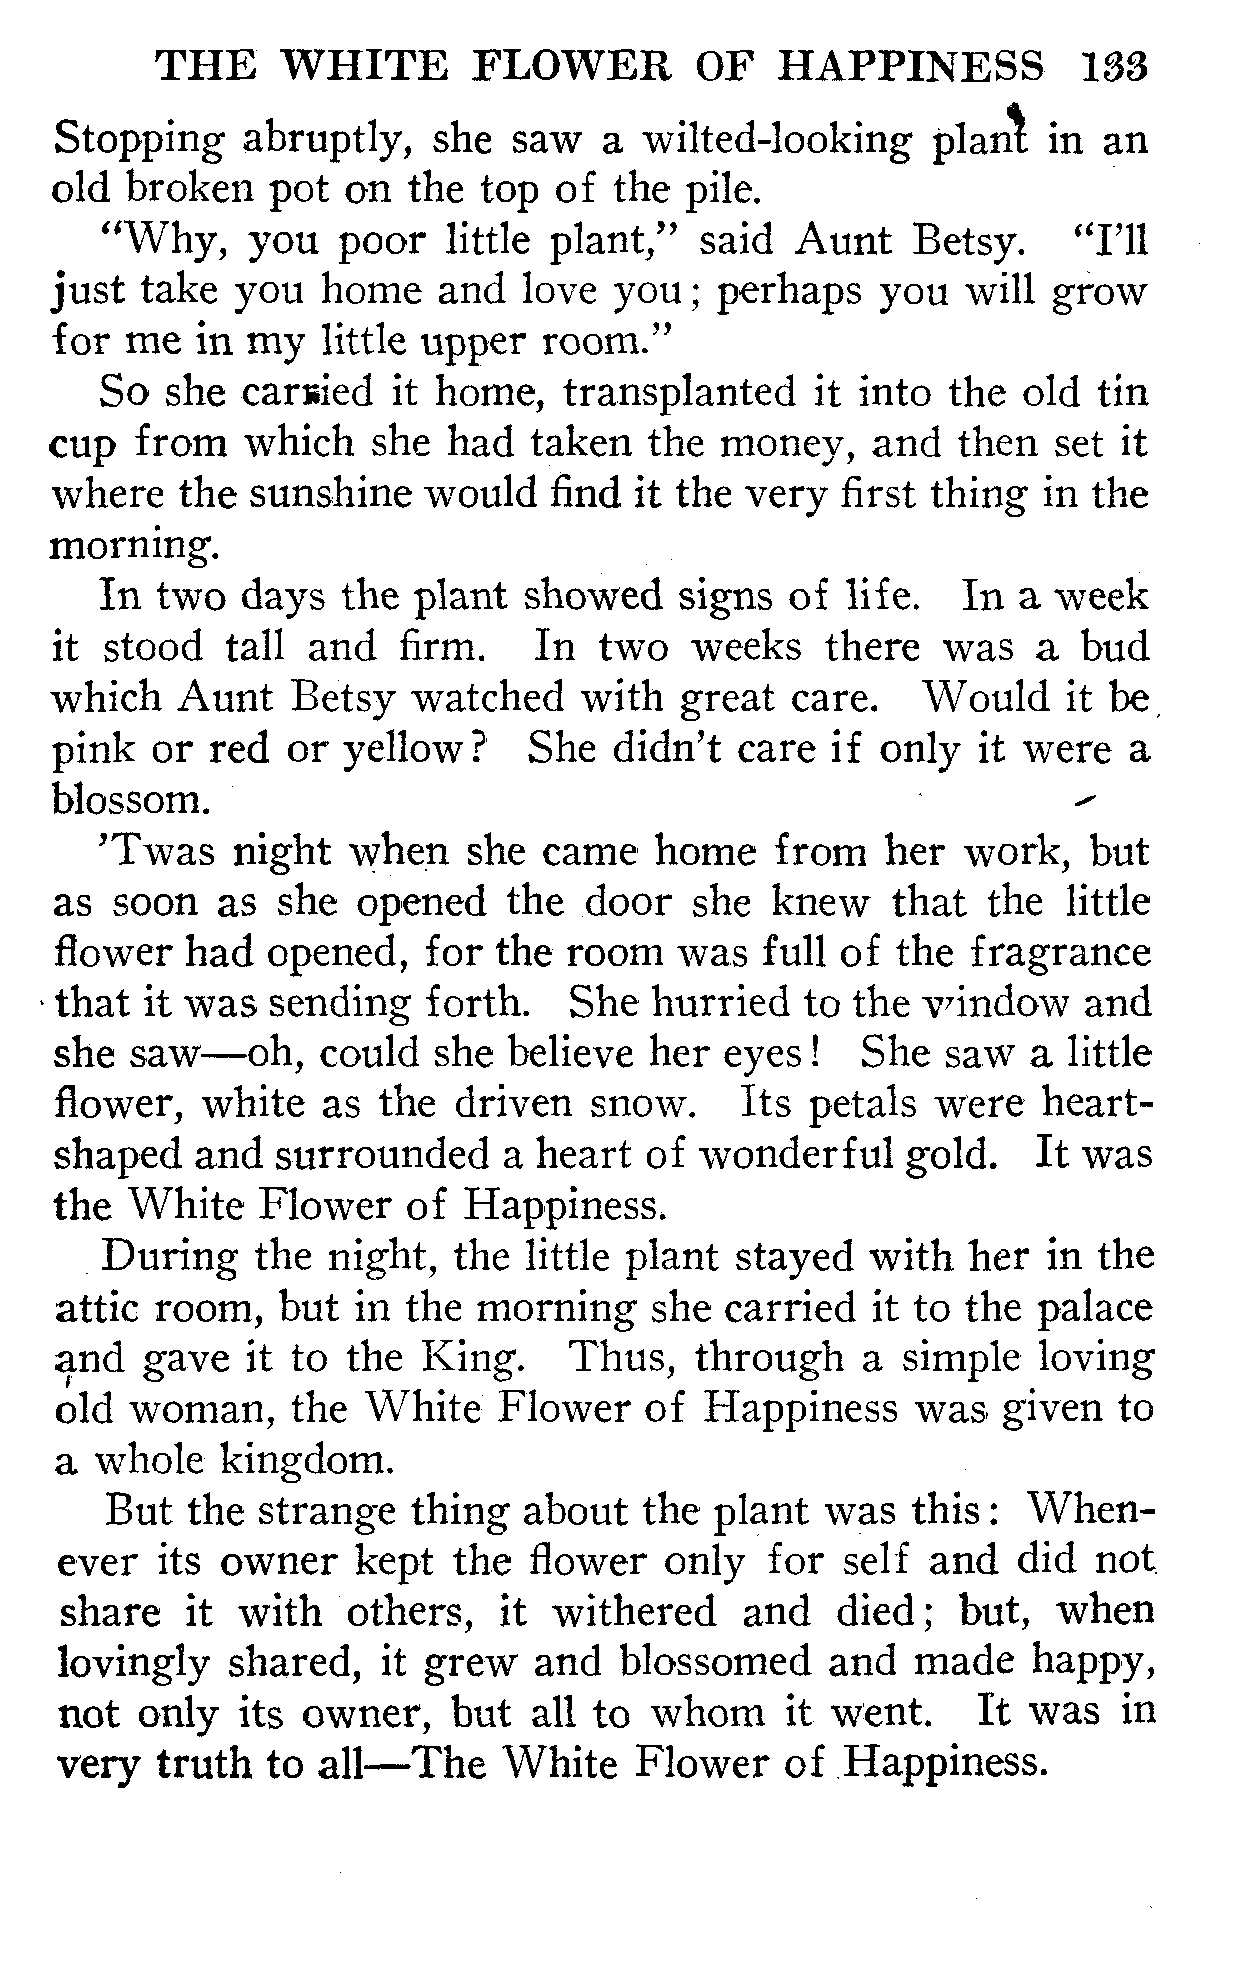 THE WHITE FLOWER OF HAPPINESS 133
Stopping abruptly, she saw a wilted-looking plant in an
old broken pot on the top of the pile.
“Why, you poor little plant,” said Aunt Betsy. “I’ll
just take you home and love you; perhaps you will grow
for me in my little upper room.”
So she carried it home, transplanted it into the old tin
cup from which she had taken the money, and then set it
where the sunshine would find it the very first thing in the
morning.
In two days the plant showed signs of life. In a week
it stood tall and firm. In two weeks there was a bud
which Aunt Betsy watched with great care. Would it be
pink or red or yellow? She didn’t care if only it were a
blossom.
’Twas night when she came home from her work, but
as soon as she opened the door she knew that the little
flower had opened, for the room was full of the fragrance
that it was sending forth. She hurried to the window and
she saw—oh, could she believe her eyes! She saw a little
flower, white as the driven snow. Its petals were heart-
shaped and surrounded a heart of wonderful gold. It was
the White Flower of Happiness.
During the night, the little plant stayed with her in the
attic room, but in the morning she carried it to the palace
and gave it to the King. Thus, through a simple loving
old woman, the White Flower of Happiness was given to
a whole kingdom.
But the strange thing about the plant was this: When-
ever its owner kept the flower only for self and did not
share it with others, it withered and died; but, when
lovingly shared, it grew and blossomed and made happy,
not only its owner, but all to whom it went. It was in
very truth to all—The White Flower of Happiness.